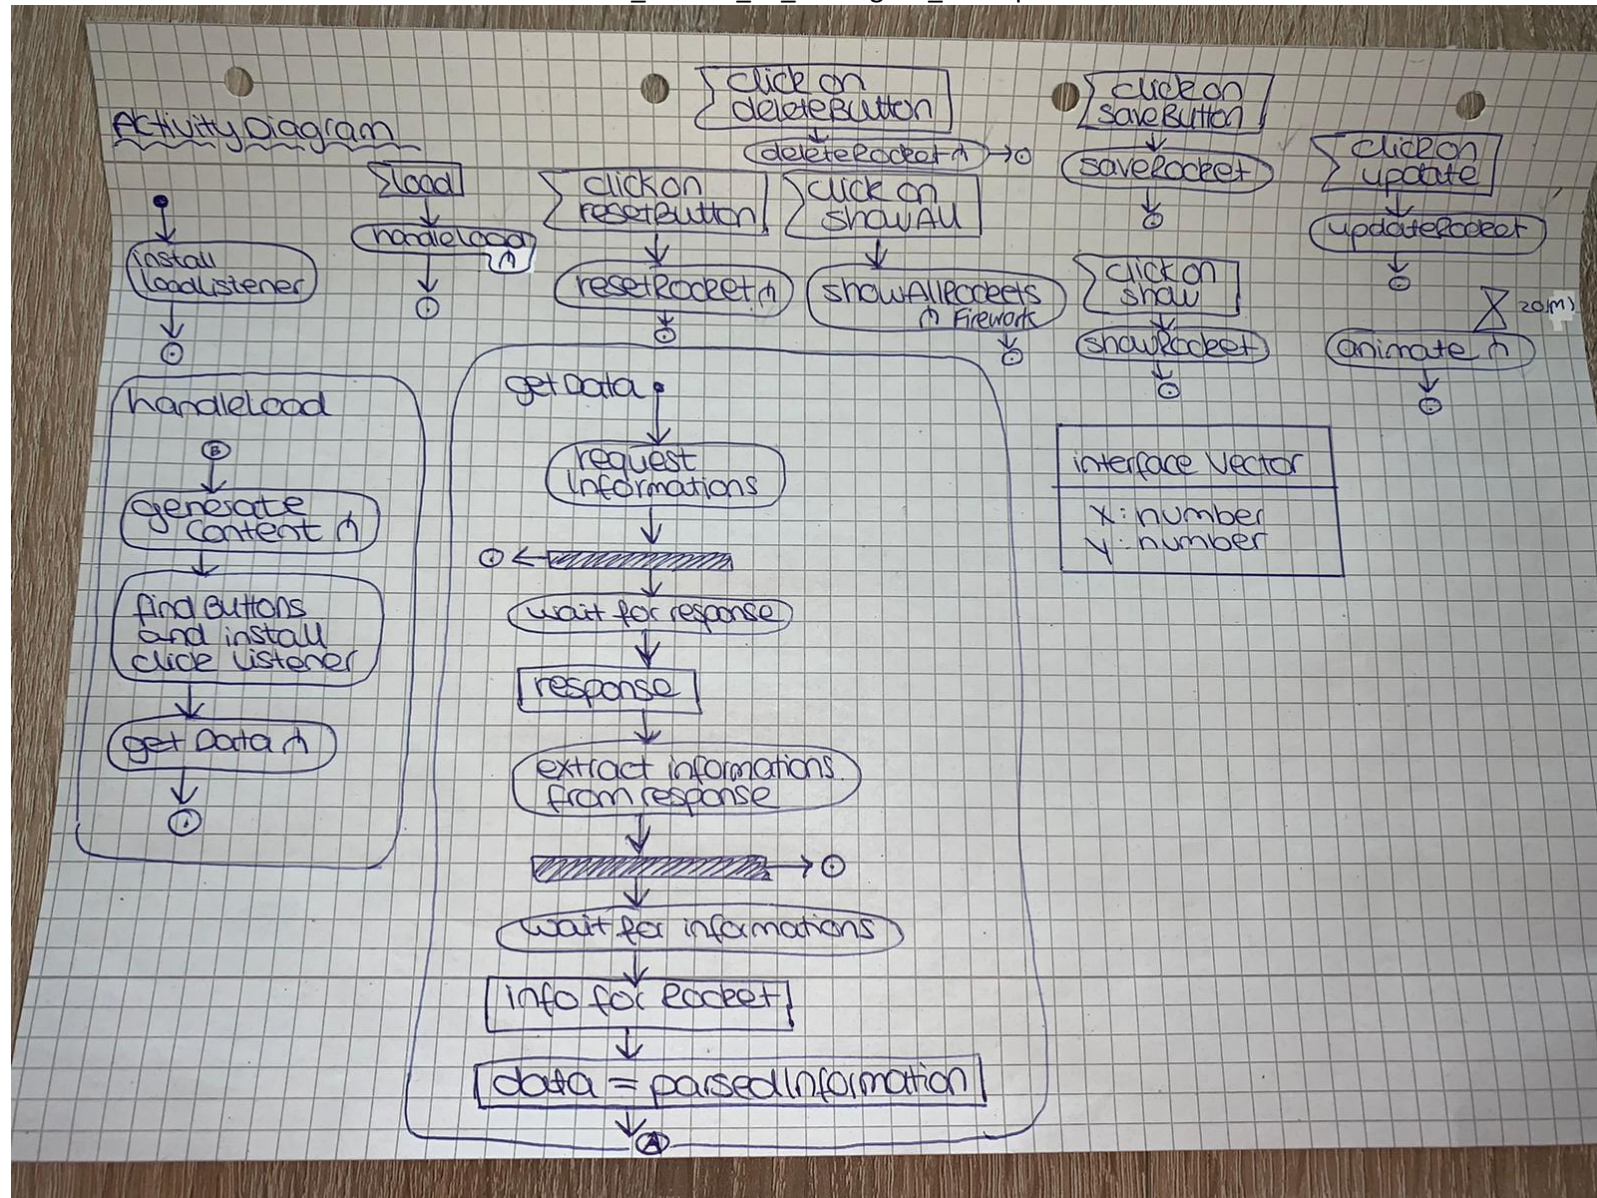 Activity Diagram
click on
deleteButton
deleteRocket
click on
saveButton
saveRocket
click on
update
updateRocket
load
handleLoad
click on
resetButton
resetRocket
click on
showAll
showAllRockets
Firework
click on
show
showRocket
install
loadlistener
animate
handleLoad
generate
content
find Buttons
and install
click listener
get Data
getData
request
Informations
wait for response
response
extract informations
from response
wait for informations
info for Rocket
data = parsedInformation
A
interface Vector
x: number
y: number